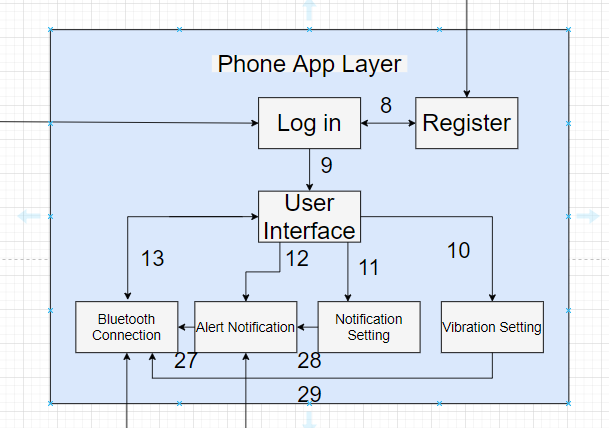 Phone App Layer
8
Log in
Register
9
User
Interface
10
13
12
11
Bluetooth
Connection
Alert Notification
Notification
Setting
Vibration Setting
27
28
29